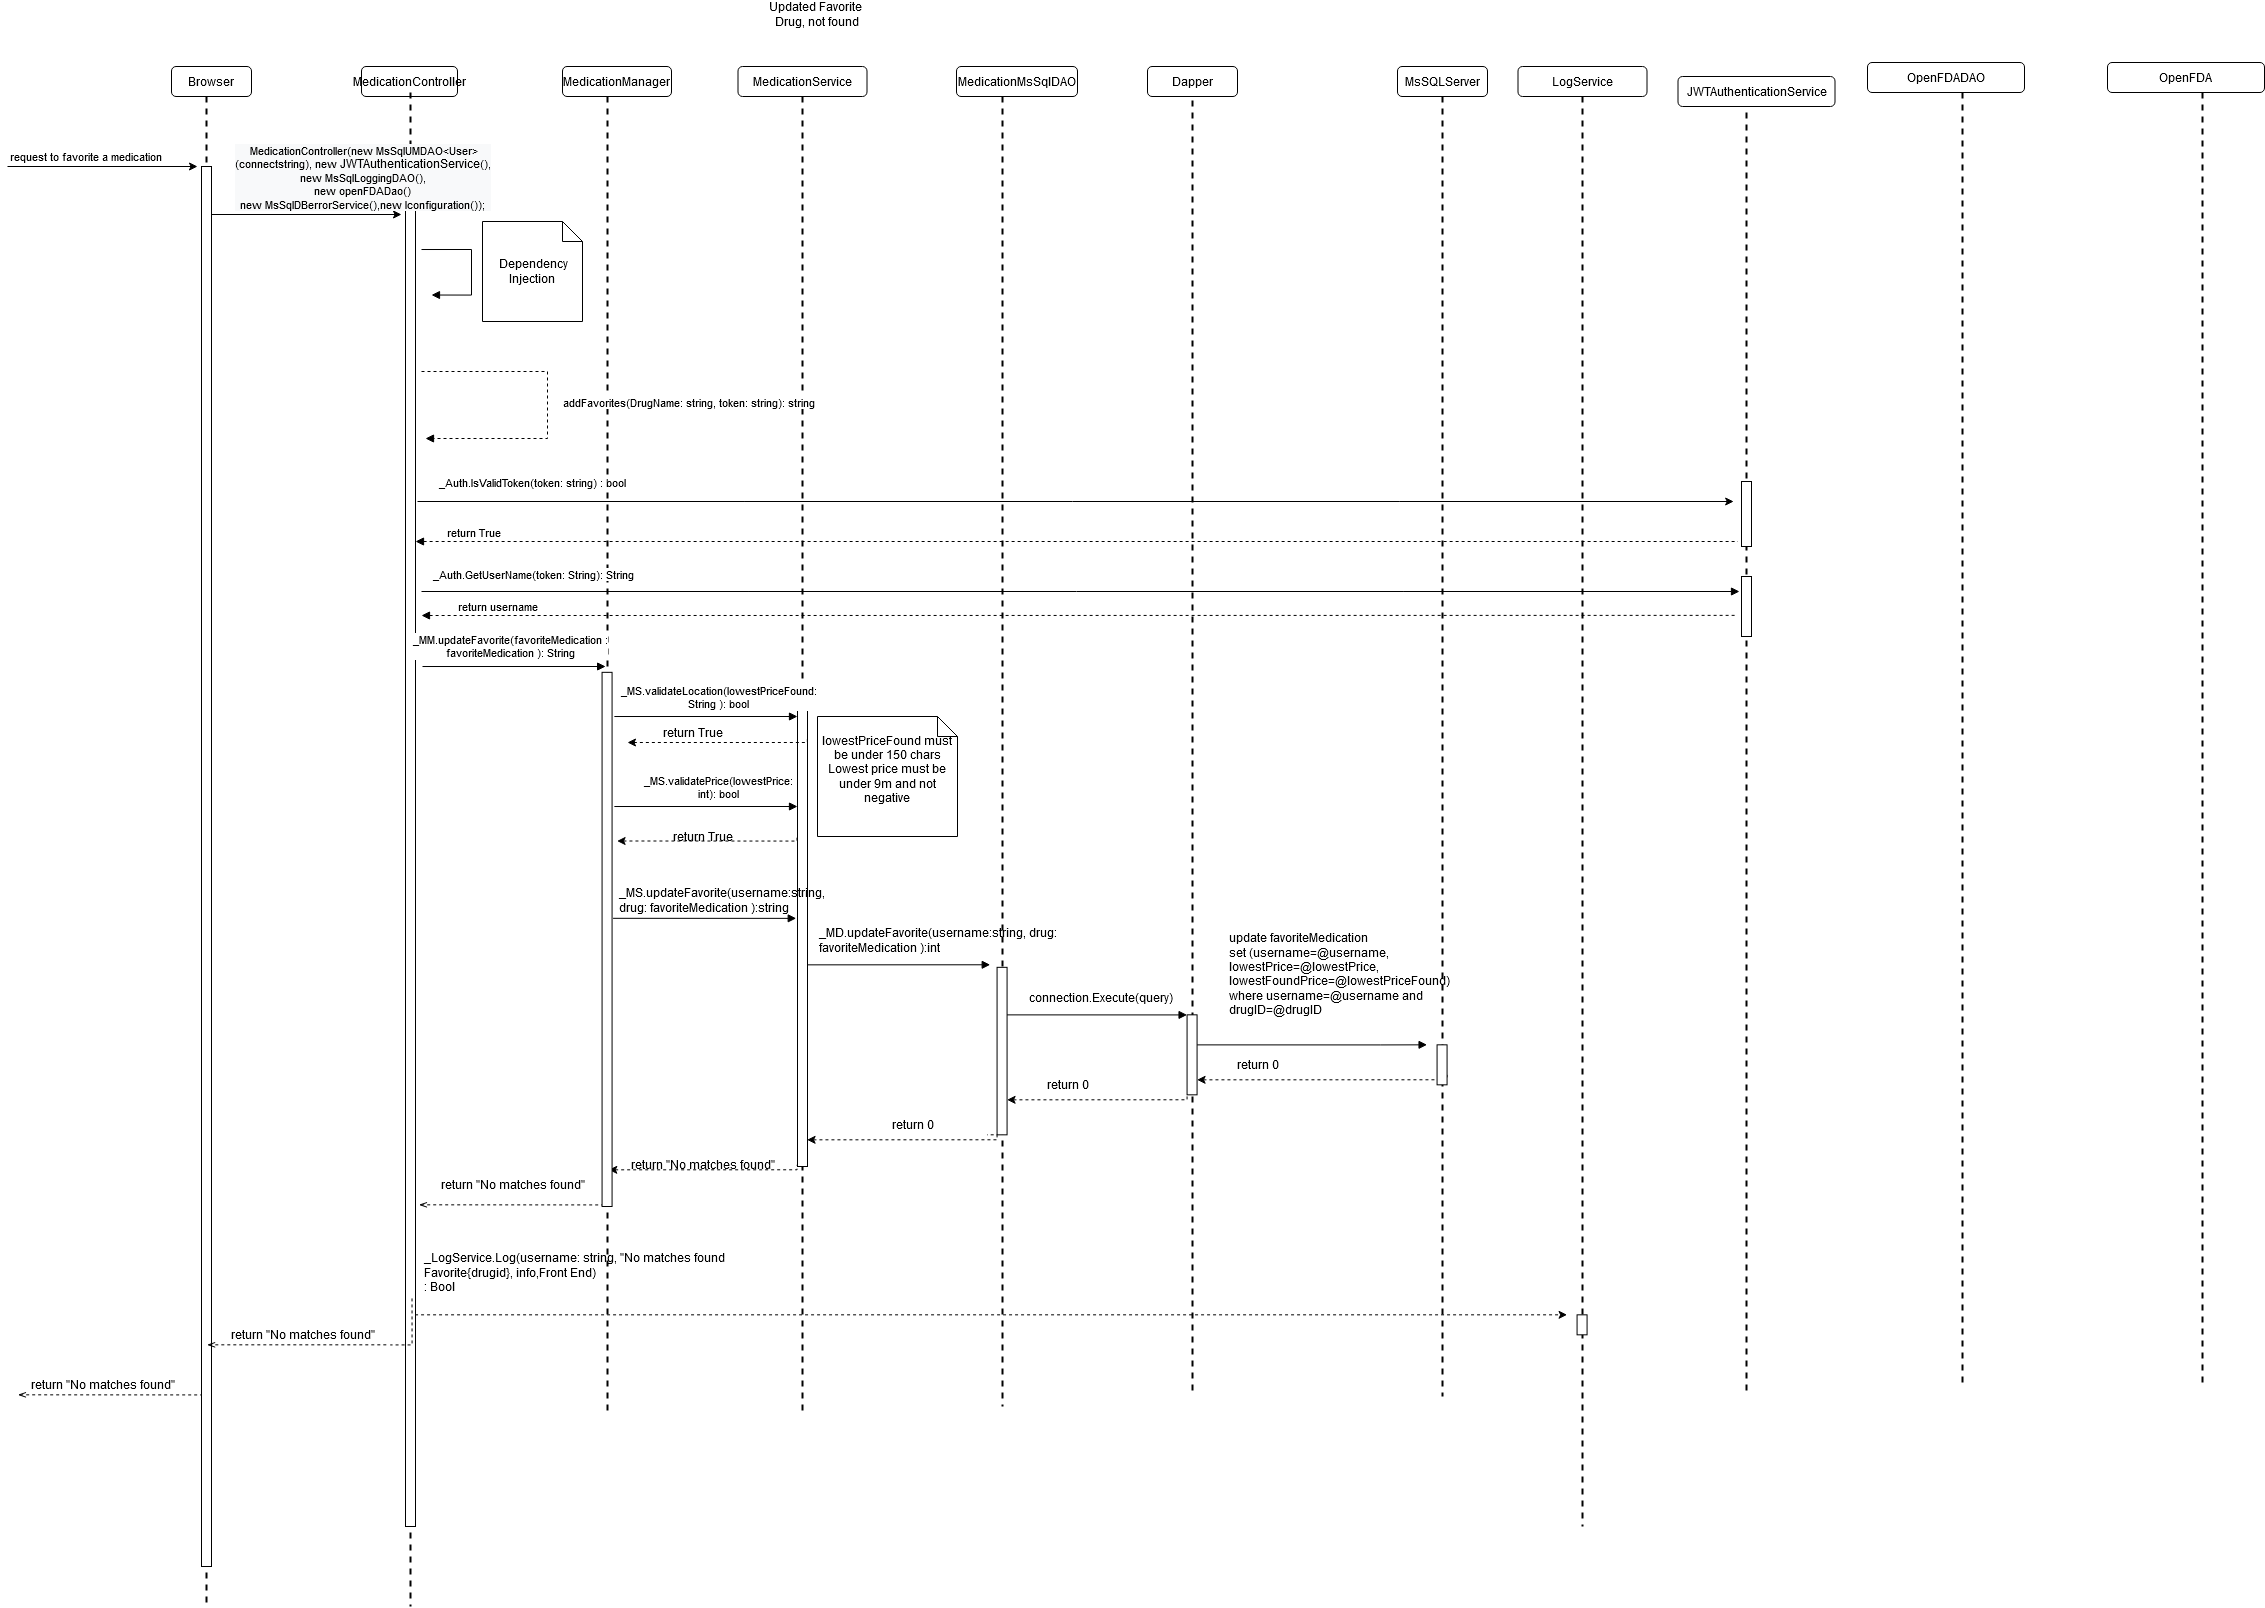 Updated Favorite
Drug, not found
Browser
MedicationController
MedicationManager
MedicationService
MedicationMsSqlDAO
Dapper
MsSQLServer
LogService
JWTAuthenticationService
OpenFDADAO
OpenFDA
request to favorite a medication
MedicationController(new MsSqlUMDAO<User>
(connectstring), new JWTAuthenticationService(),
new MsSqlLoggingDAO(),
new openFDADao()
new MsSqlDBerrorService(),new Iconfiguration());
Dependency
Injection
addFavorites(DrugName: string, token: string): string
_Auth.IsValidToken(token: string) : bool
return True
_Auth.GetUserName(token: String): String
return username
_MM.updateFavorite(favoriteMedication :
favoriteMedication ): String
_MS.validateLocation(lowestPriceFound:
String ): bool
return True
lowestPriceFound must
be under 150 chars
Lowest price must be
under 9m and not
negative
_MS.validatePrice(lowestPrice:
int): bool
return True
_MS.updateFavorite(username:string,
drug: favoriteMedication ):string
_MD.updateFavorite(username:string, drug:
favoriteMedication ):int
update favoriteMedication
set (username=@username,
lowestPrice=@lowestPrice,
lowestFoundPrice=@lowestPriceFound)
where username=@username and
drugID=@drugID
connection.Execute(query)
return 0
return 0
return 0
return "No matches found"
return "No matches found"
_LogService.Log(username: string, "No matches found
Favorite{drugid}, info,Front End)
: Bool
return "No matches found"
return "No matches found"